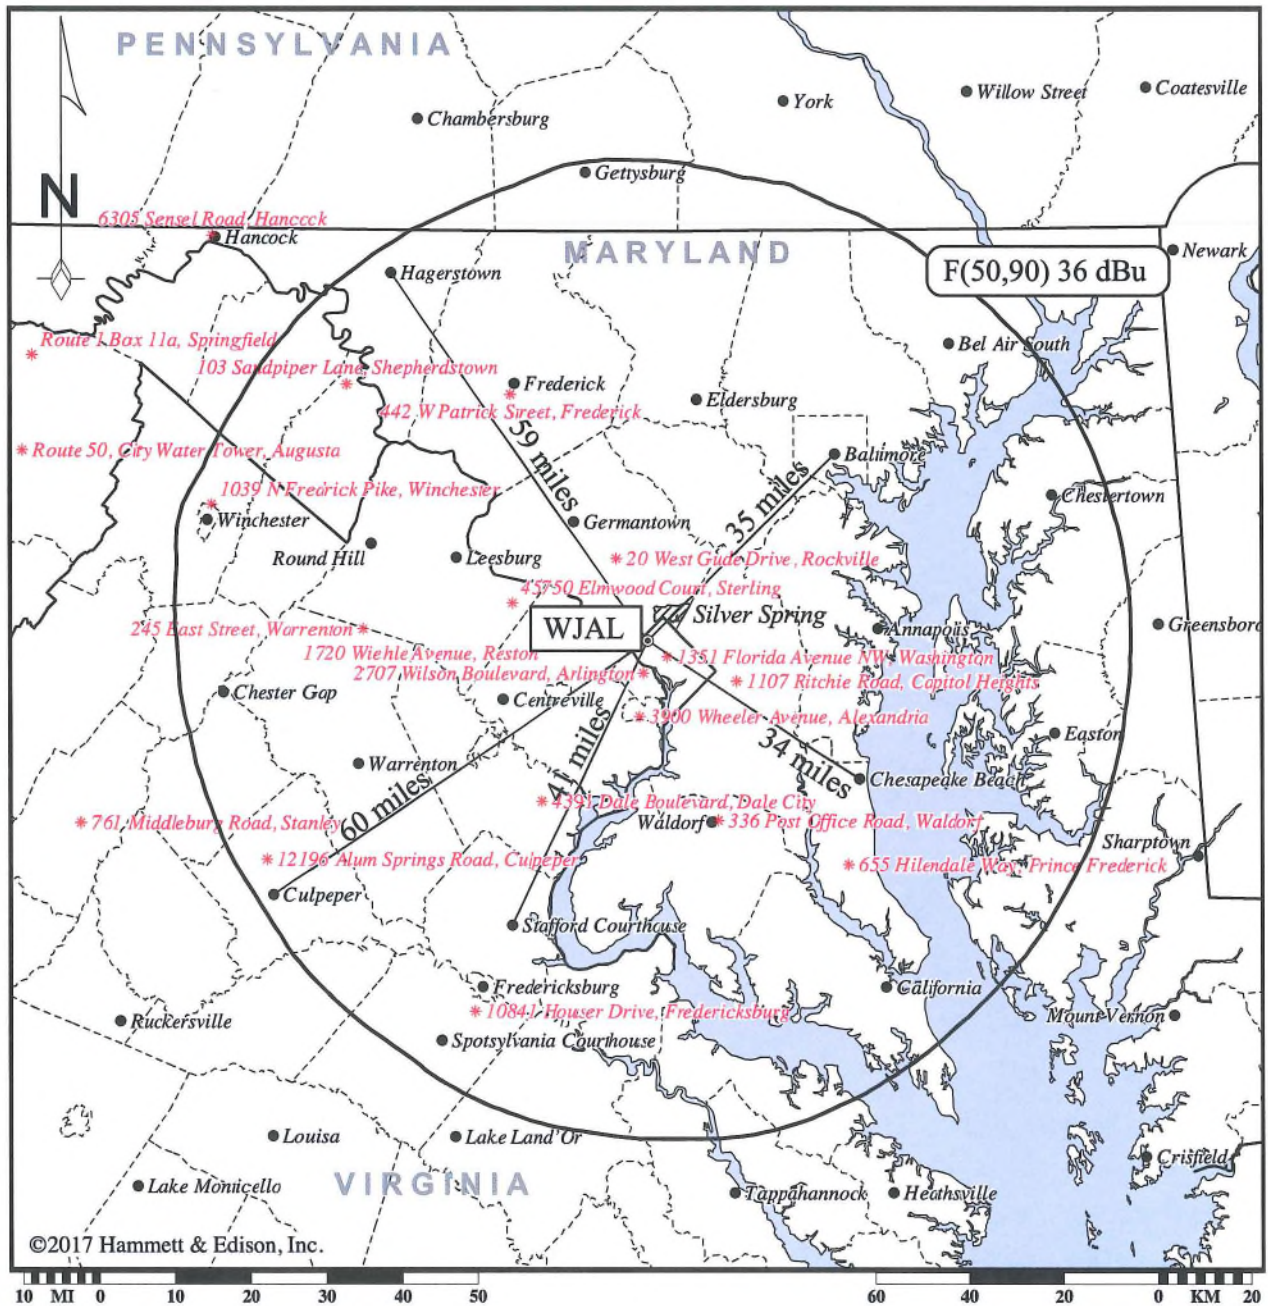 PENNSYLVANIA
York
Willow Street
Coatesville
Chambersburg
Gettysburg
N
6305 Sensel Road, Hancock
Hancock
MARYLAND
Newark
Hagerstown
F(50,90) 36 dBu
Route 1 Box 11a, Springfield
Bel Air South
103 Sandpiper Lane, Shepherdstown
Frederick
442 W Patrick Street, Frederick
Eldersburg
59 miles
Route 50, City Water Tower, Augusta
Baltimore
35 miles
1039 N Fredrick Pike, Winchester
Chestertown
Winchester
Germantown
Round Hill
Leesburg
20 West Gude Drive, Rockville
45750 Elmwood Court, Sterling
WJAL
Silver Spring
245 East Street, Warrenton
Annapolis
Greensboro
1720 Wiehle Avenue, Reston
1351 Florida Avenue NW, Washington
2707 Wilson Boulevard, Arlington
1107 Ritchie Road, Capitol Heights
Chester Gap
Centreville
3900 Wheeler Avenue, Alexandria
Easton
41 miles
34 miles
Warrenton
Chesapeake Beach
60 miles
4391 Dale Boulevard, Dale City
761 Middleburg Road, Stanley
Waldorf
336 Post Office Road, Waldorf
Sharptown
12196 Alum Springs Road, Culpeper
655 Hilendale Way, Prince Frederick
Culpeper
Stafford Courthouse
Fredericksburg
California
10841 Houser Drive, Fredericksburg
Ruckersville
Mount Vernon
Spotsylvania Courthouse
Louisa
Lake Land'Or
Crisfield
Lake Monticello
VIRGINIA
Tappahannock
Heathsville
©2017 Hammett & Edison, Inc.
10 MI 0 10 20 30 40 50
60 40 20 0 KM 20